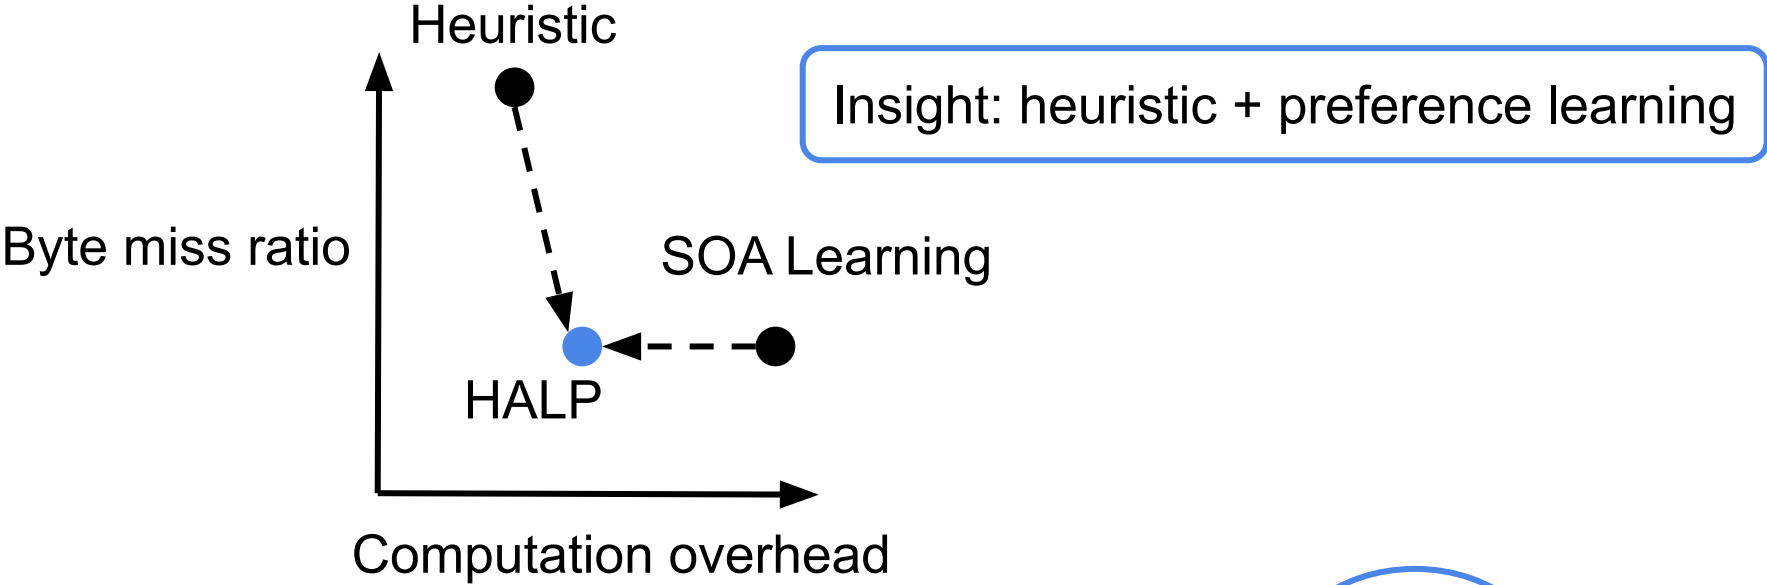 Heuristic
Insight: heuristic + preference learning
Byte miss ratio
SOA Learning
HALP
Computation overhead